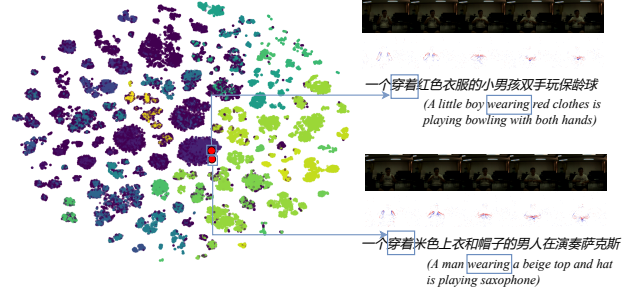 一个穿着红色衣服的小男孩双手玩保龄球
(A little boy wearing red clothes is
playing bowling with both hands)
一个穿着米色上衣和帽子的男人在演奏萨克斯
(A man wearing a beige top and hat
is playing saxophone)